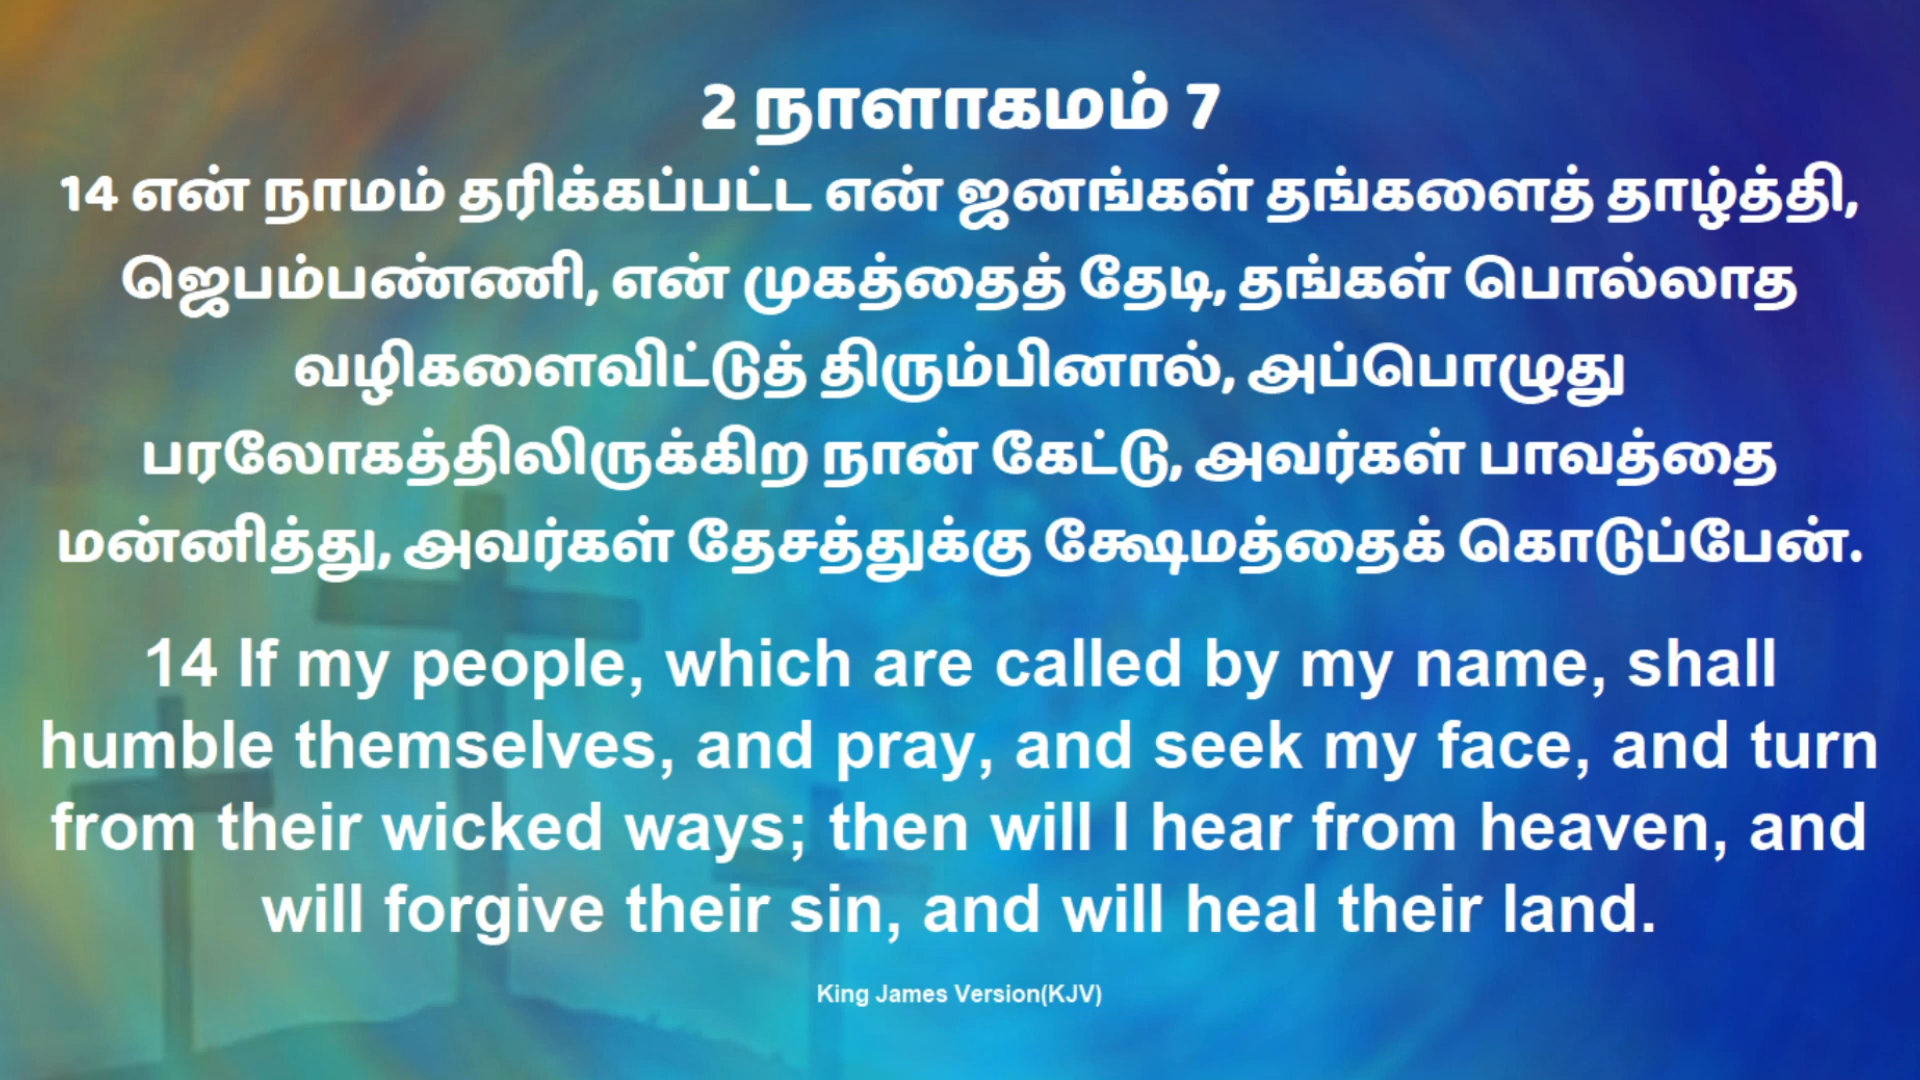 2 நாளாகமம் 7
14 என் நாமம் தரிக்கப்பட்ட என் ஜனங்கள் தங்களைத் தாழ்த்தி,
ஜெபம்பண்ணி, என் முகத்தைத் தேடி, தங்கள் பொல்லாத
வழிகளைவிட்டுத் திரும்பினால், அப்பொழுது
பரலோகத்திலிருக்கிற நான் கேட்டு, அவர்கள் பாவத்தை
மன்னித்து, அவர்கள் தேசத்துக்கு க்ஷேமத்தைக் கொடுப்பேன்.
14 If my people, which are called by my name, shall
humble themselves, and pray, and seek my face, and turn
from their wicked ways; then will I hear from heaven, and
will forgive their sin, and will heal their land.
King James Version(KJV)